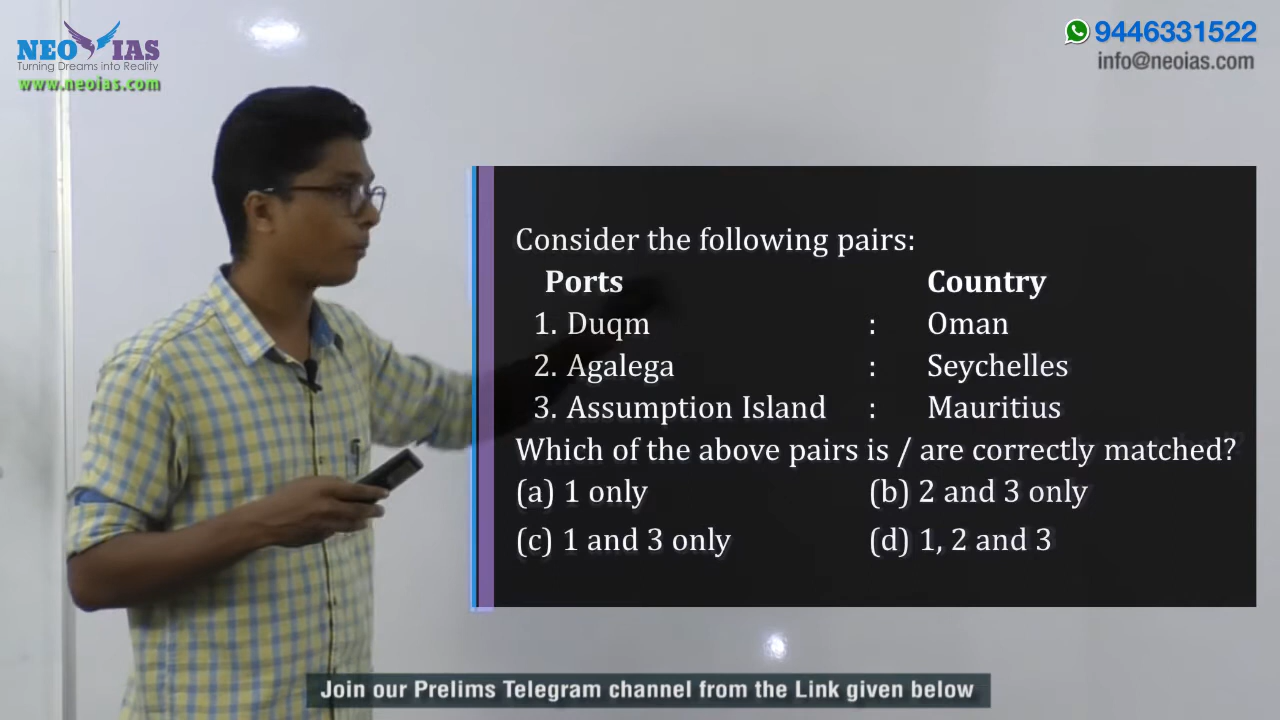 NEO IAS
Turning Dreams into Reality
www.neoias.com
9446331522
info@neoias.com
Consider the following pairs:
Ports Country
1. Duqm : Oman
2. Agalega : Seychelles
3. Assumption Island : Mauritius
Which of the above pairs is / are correctly matched?
(a) 1 only (b) 2 and 3 only
(c) 1 and 3 only (d) 1, 2 and 3
Join our Prelims Telegram channel from the Link given below